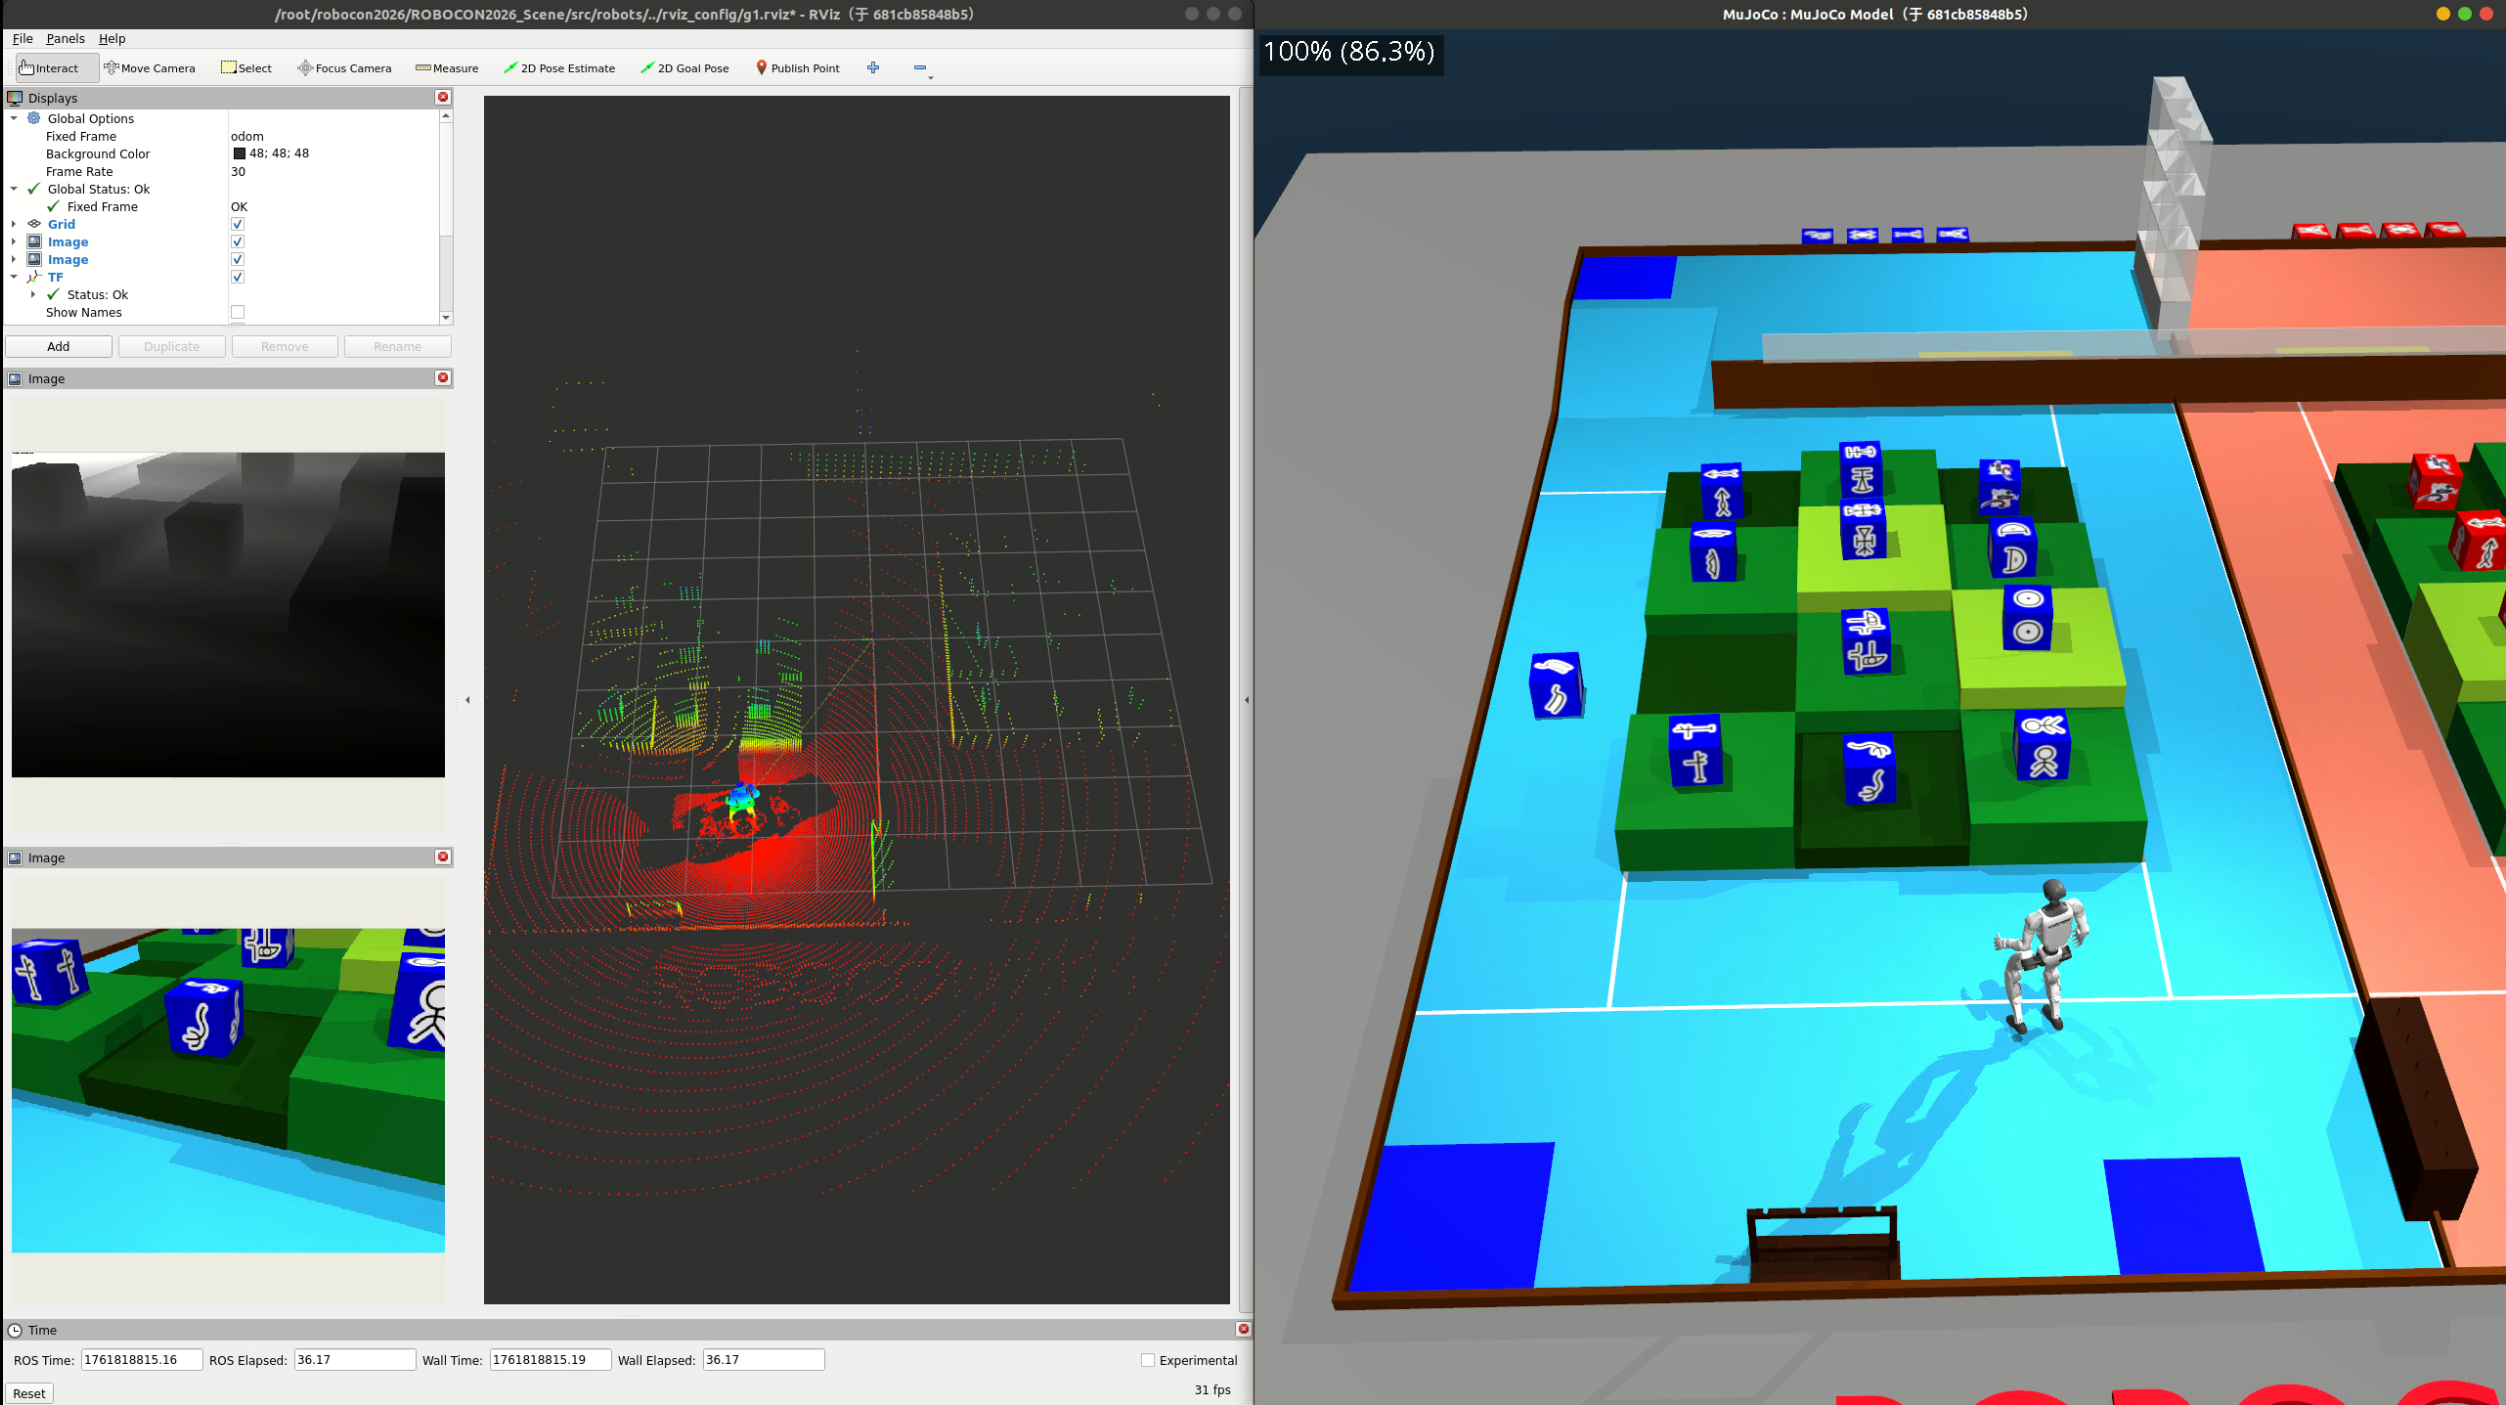 /root/robocon2026/ROBOCON2026_Scene/src/robots/../rviz_config/g1.rviz* - RViz（于 681cb85848b5）
File Panels Help
Interact Move Camera Select Focus Camera Measure 2D Pose Estimate 2D Goal Pose Publish Point
Displays
Global Options
Fixed Frame odom
Background Color 48; 48; 48
Frame Rate 30
Global Status: Ok
Fixed Frame OK
Grid
Image
Image
TF
Status: Ok
Show Names
Add Duplicate Remove Rename
Image
Image
Time
ROS Time: 1761818815.16 ROS Elapsed: 36.17 Wall Time: 1761818815.19 Wall Elapsed: 36.17 Experimental
Reset 31 fps
MuJoCo : MuJoCo Model（于 681cb85848b5）
100% (86.3%)